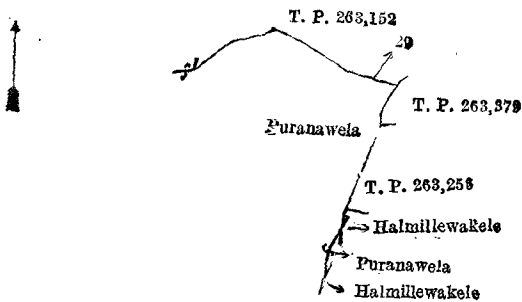 T. P. 263,152
29
T. P. 263,379
Puranawela
T. P. 263,256
Halmillewakele
Puranawela
Halmillewakele